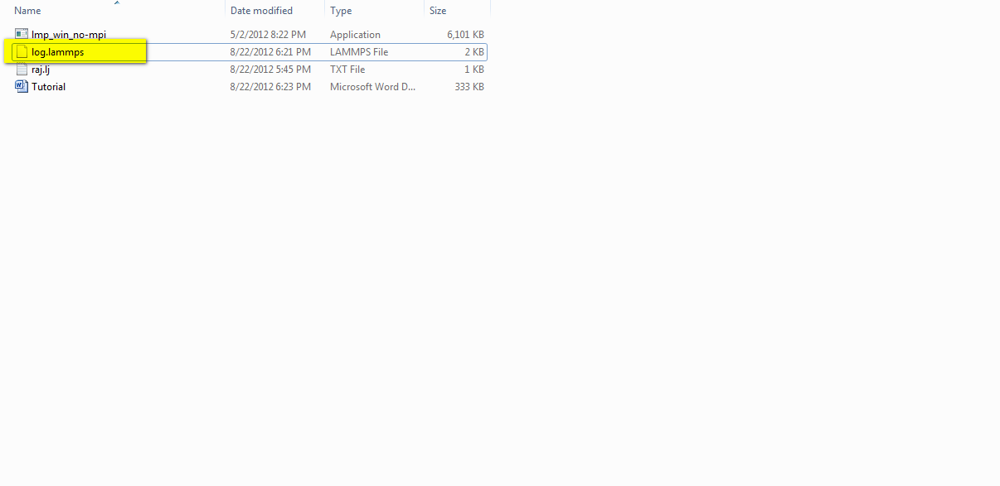 Name Date modified Type Size
lmp_win_no-mpi 5/2/2012 8:22 PM Application 6,101 KB
log.lammps 8/22/2012 6:21 PM LAMMPS File 2 KB
raj.lj 8/22/2012 5:45 PM TXT File 1 KB
Tutorial 8/22/2012 6:23 PM Microsoft Word D... 333 KB